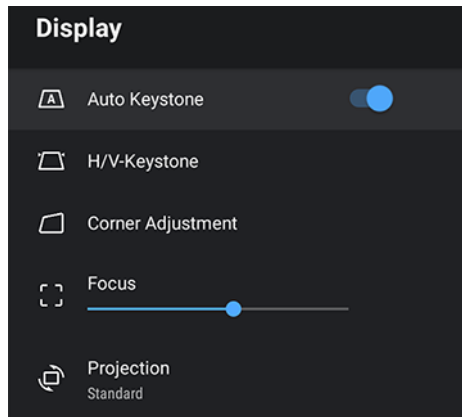 Display
A
Auto Keystone
H/V-Keystone
Corner Adjustment
Focus
Projection
Standard